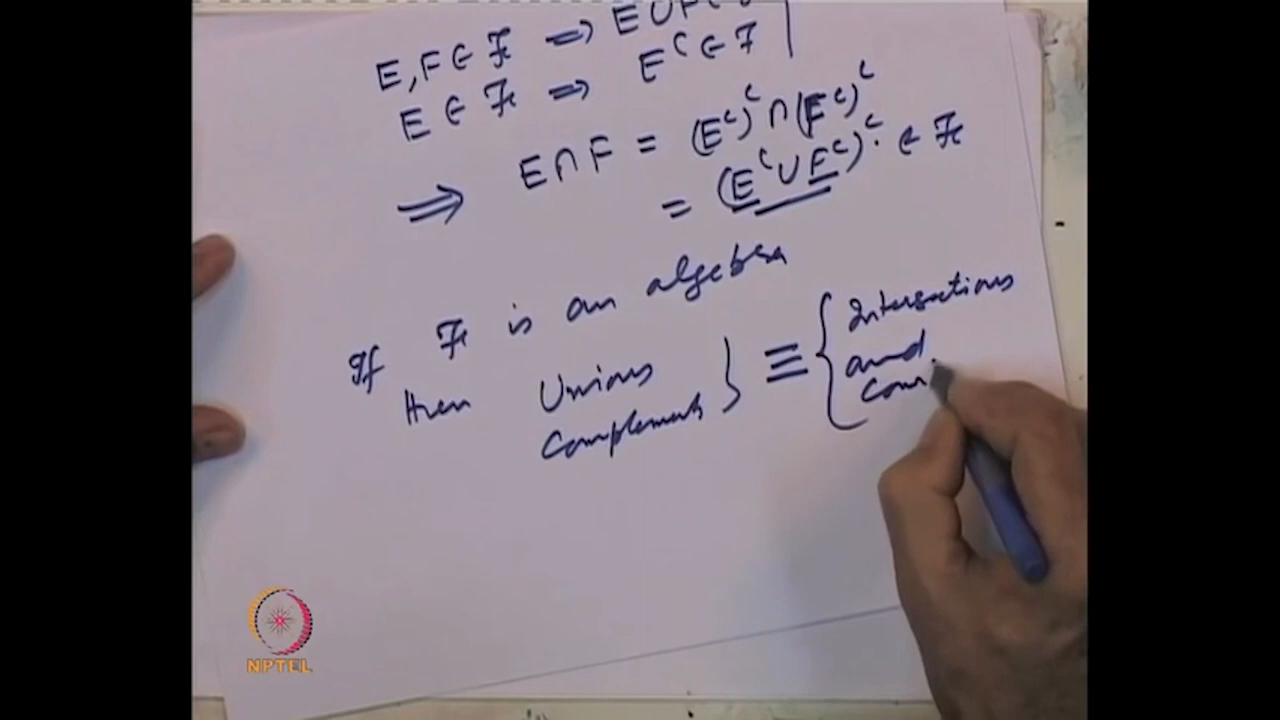 E, F ∈ ℱ ⇒ E ∪ F ∈
E ∈ ℱ ⇒ E^c ∈ ℱ
⇒ E ∩ F = (E^c)^c ∩ (F^c)^c
= (E^c ∪ F^c)^c. ∈ ℱ
If ℱ is an algebra
then Unions
Complements } ≡ { Intersections
and
Com
NPTEL